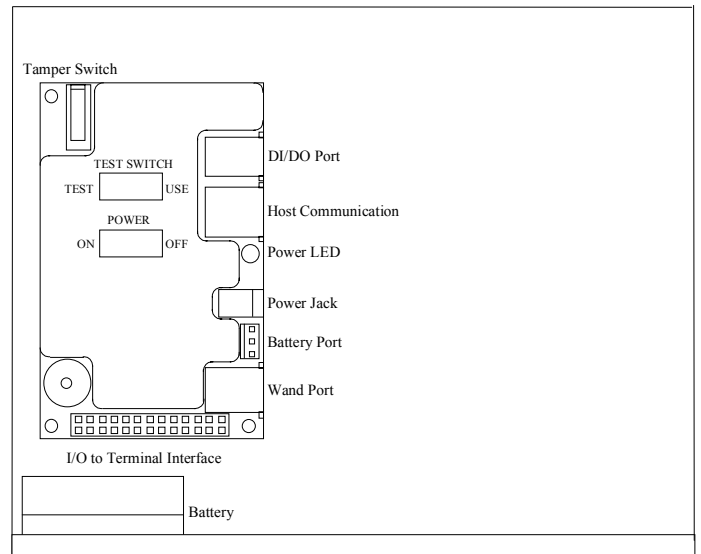 Tamper Switch
DI/DO Port
TEST SWITCH
TEST USE
Host Communication
POWER
ON OFF
Power LED
Power Jack
Battery Port
Wand Port
I/O to Terminal Interface
Battery